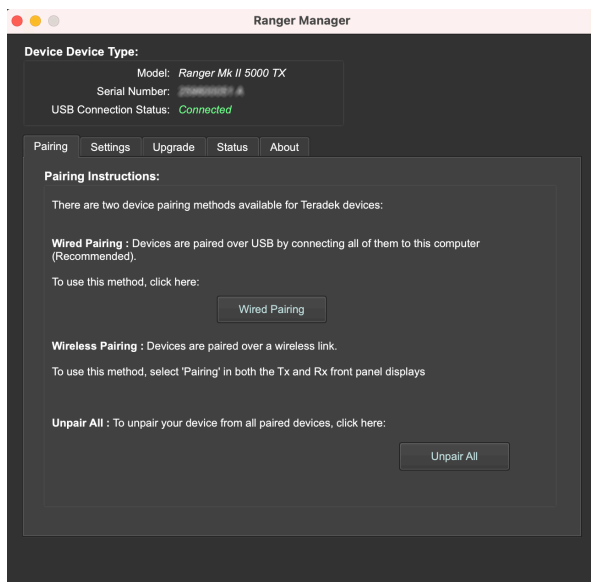 Ranger Manager
Device Device Type:
Model: Ranger Mk II 5000 TX
Serial Number:
USB Connection Status: Connected
Pairing Settings Upgrade Status About
Pairing Instructions:
There are two device pairing methods available for Teradek devices:
Wired Pairing : Devices are paired over USB by connecting all of them to this computer
(Recommended).
To use this method, click here:
Wired Pairing
Wireless Pairing : Devices are paired over a wireless link.
To use this method, select 'Pairing' in both the Tx and Rx front panel displays
Unpair All : To unpair your device from all paired devices, click here:
Unpair All